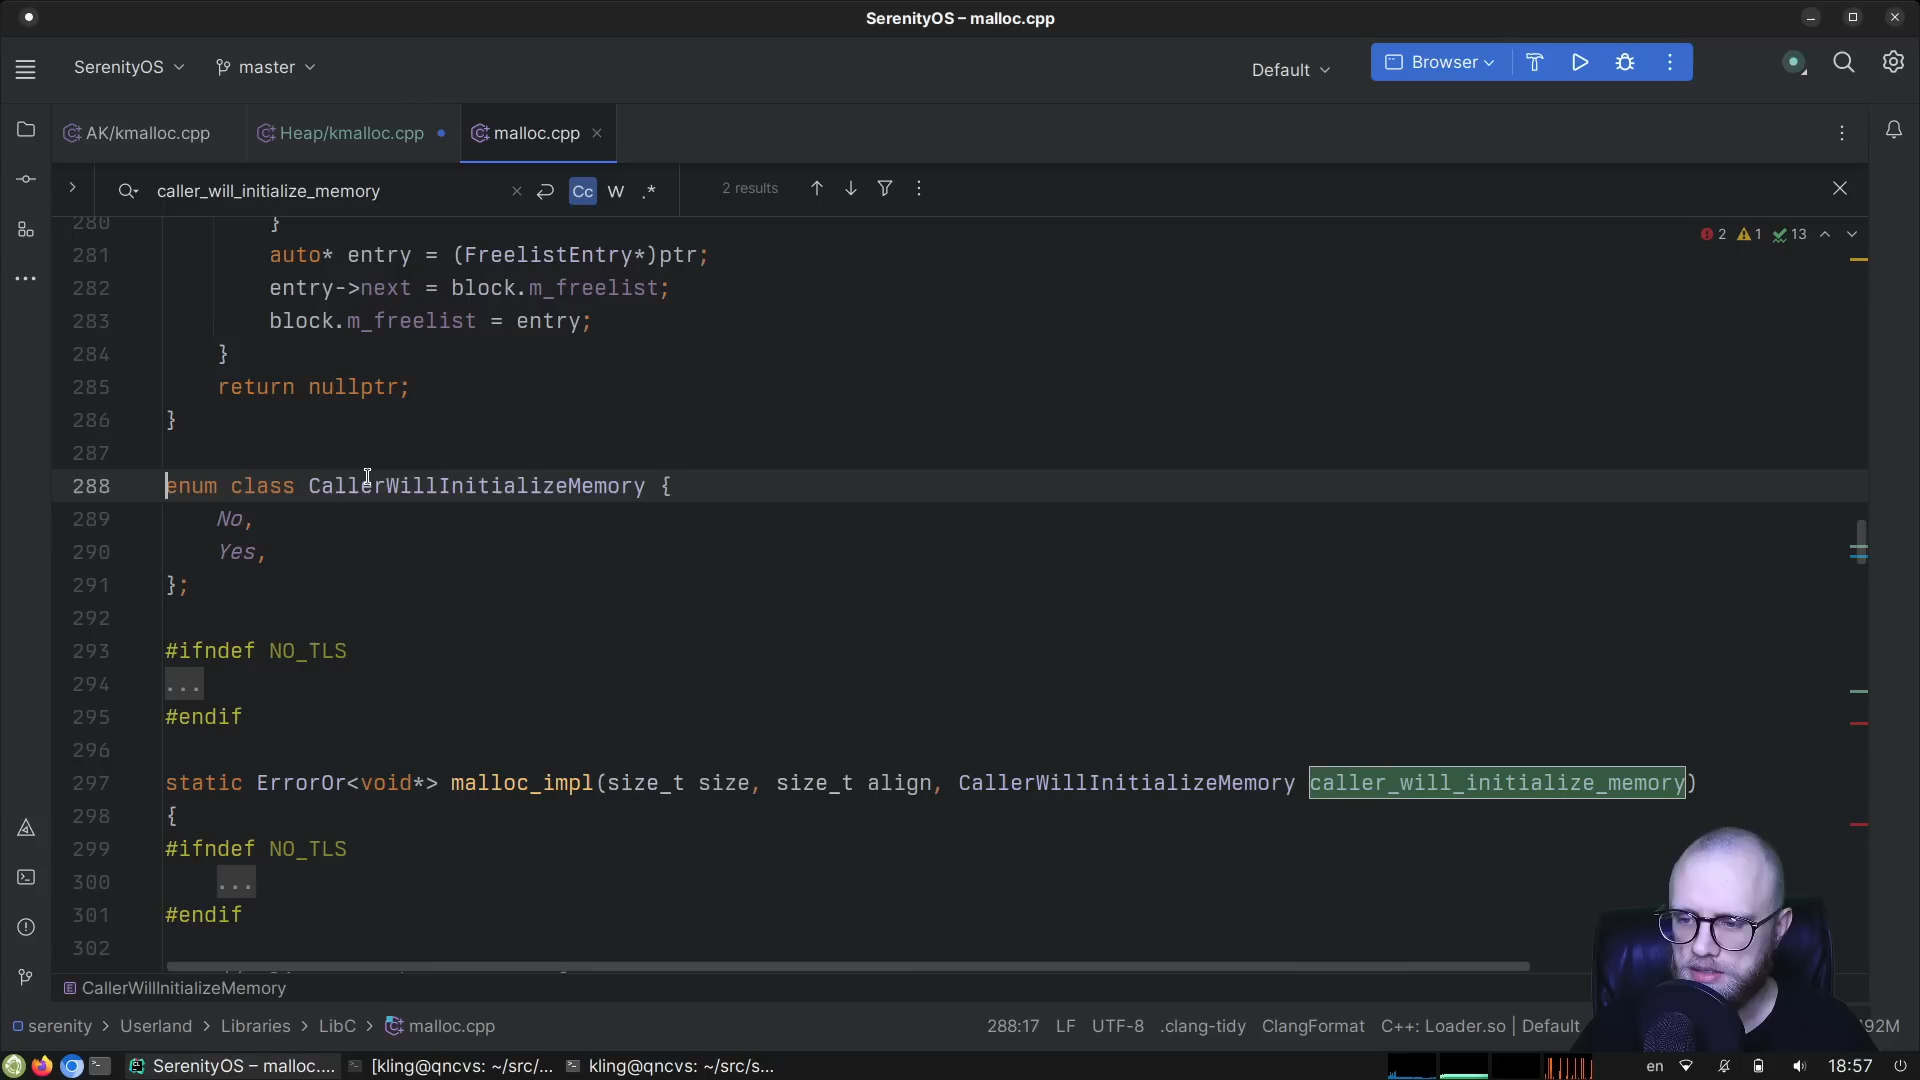 SerenityOS – malloc.cpp
SerenityOS
master
Default
Browser
AK/kmalloc.cpp
Heap/kmalloc.cpp
malloc.cpp
caller_will_initialize_memory
Cc
W
.*
2 results
280 }
2 1 13
281 auto* entry = (FreelistEntry*)ptr;
282 entry->next = block.m_freelist;
283 block.m_freelist = entry;
284 }
285 return nullptr;
286 }
287
288 enum class CallerWillInitializeMemory {
289 No,
290 Yes,
291 };
292
293 #ifndef NO_TLS
294 ...
295 #endif
296
297 static ErrorOr<void*> malloc_impl(size_t size, size_t align, CallerWillInitializeMemory caller_will_initialize_memory)
298 {
299 #ifndef NO_TLS
300 ...
301 #endif
302
CallerWillInitializeMemory
serenity > Userland > Libraries > LibC > malloc.cpp
288:17 LF UTF-8 .clang-tidy ClangFormat C++: Loader.so | Default
92M
SerenityOS – malloc....
[kling@qncvs: ~/src/...
kling@qncvs: ~/src/s...
en
18:57